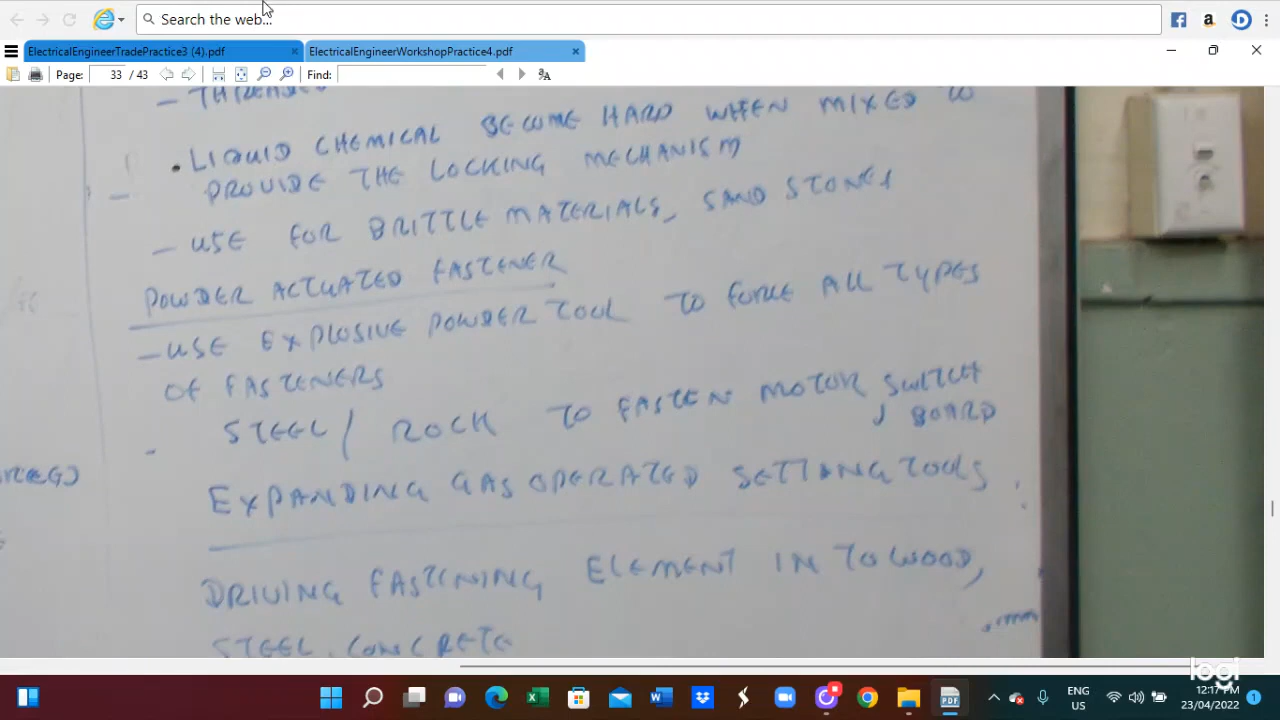 Search the web...
ElectricalEngineerTradePractice3 (4).pdf
ElectricalEngineerWorkshopPractice4.pdf
Page: 33 / 43 Find:
- THREADED
• LIQUID CHEMICAL BECOME HARD WHEN MIXED TO
PROVIDE THE LOCKING MECHANISM
- USE FOR BRITTLE MATERIALS, SAND STONES
POWDER ACTUATED FASTENER
- USE EXPLOSIVE POWDER TOOL TO FORCE ALL TYPES
OF FASTENERS
STEEL / ROCK TO FASTEN MOTOR SWITCH
BOARD
EXPANDING GAS OPERATED SETTING TOOLS
DRIVING FASTENING ELEMENT IN TO WOOD,
STEEL, CONCRETE
logi
ENG
US
12:17 PM
23/04/2022